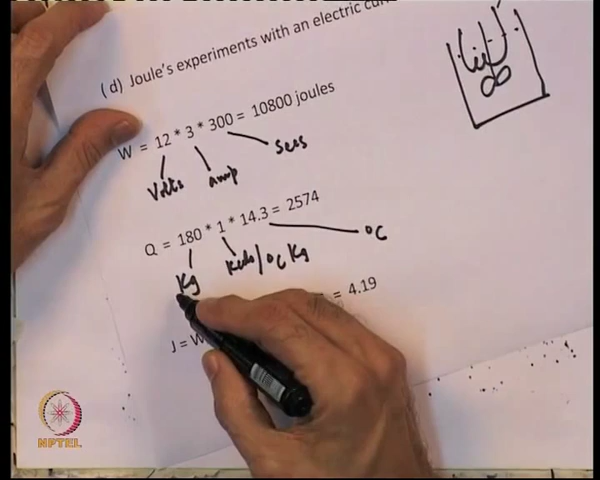 (d) Joule's experiments with an electric
W = 12 * 3 * 300 = 10800 joules
Volts amp secs
Q = 180 * 1 * 14.3 = 2574
Kg Kcals/°C Kg °C
J = W = 4.19
NPTEL